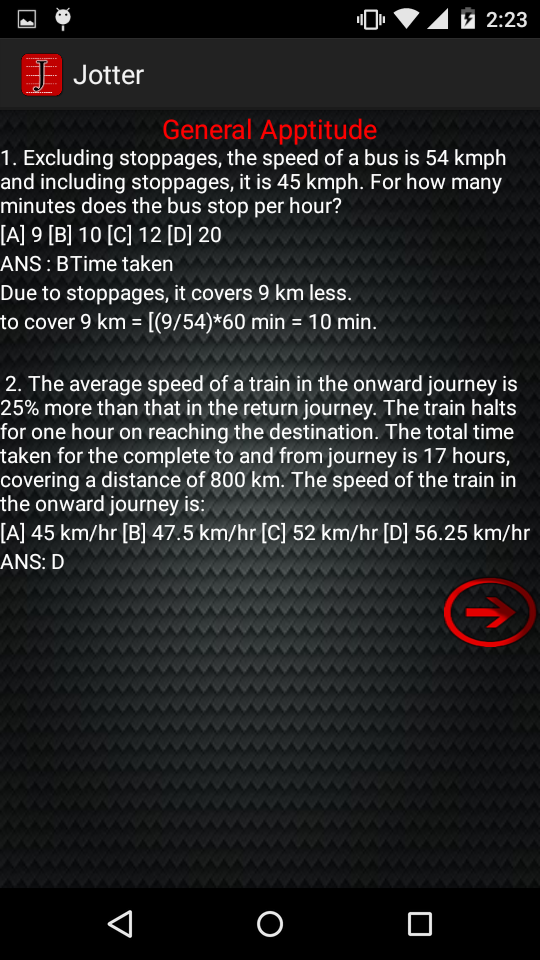 2:23
J
Jotter
General Apptitude
1. Excluding stoppages, the speed of a bus is 54 kmph
and including stoppages, it is 45 kmph. For how many
minutes does the bus stop per hour?
[A] 9 [B] 10 [C] 12 [D] 20
ANS : BTime taken
Due to stoppages, it covers 9 km less.
to cover 9 km = [(9/54)*60 min = 10 min.
2. The average speed of a train in the onward journey is
25% more than that in the return journey. The train halts
for one hour on reaching the destination. The total time
taken for the complete to and from journey is 17 hours,
covering a distance of 800 km. The speed of the train in
the onward journey is:
[A] 45 km/hr [B] 47.5 km/hr [C] 52 km/hr [D] 56.25 km/hr
ANS: D